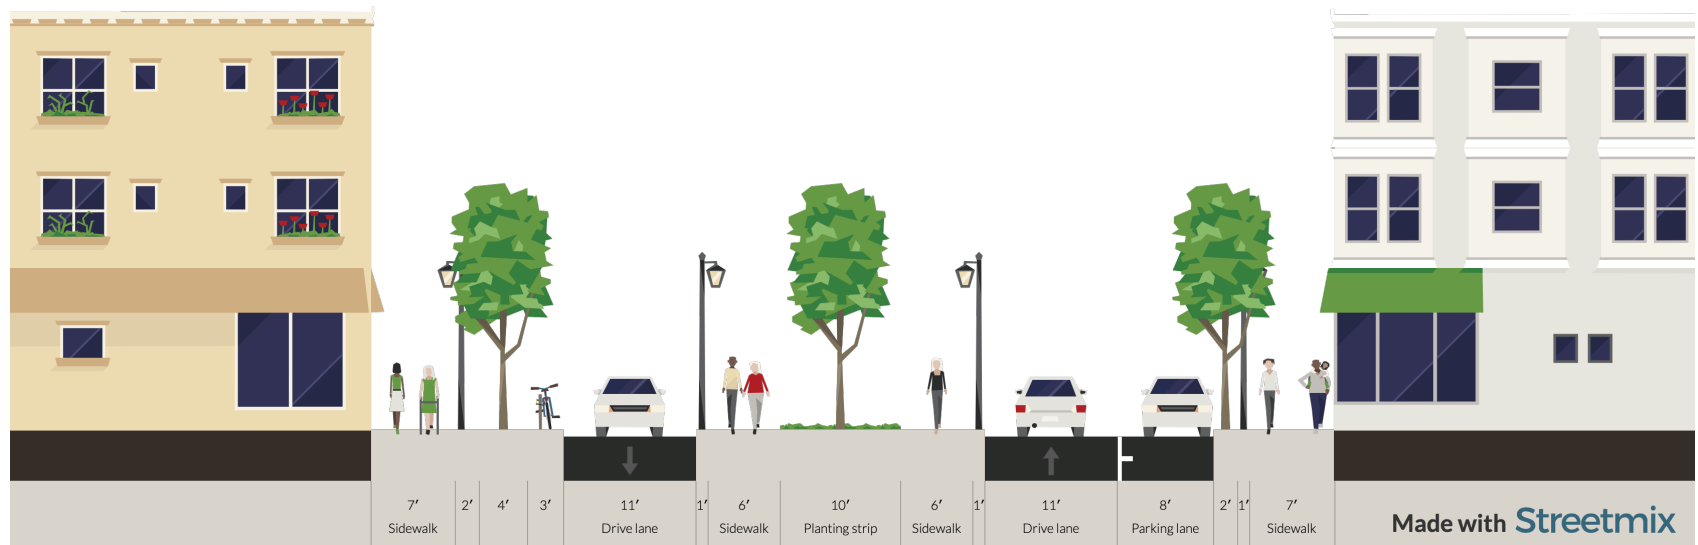 7′ 2′ 4′ 3′ 11′ 1′ 6′ 10′ 6′ 1′ 11′ 8′ 2′ 1′ 7′
Sidewalk Drive lane Sidewalk Planting strip Sidewalk Drive lane Parking lane Sidewalk
Made with Streetmix